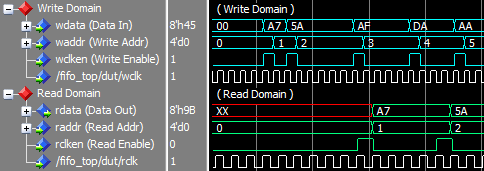 Write Domain ( Write Domain )
wdata (Data In) 8'h45 00 A7 5A AF DA AA
waddr (Write Addr) 4'd0 0 1 2 3 4 5
wclken (Write Enable) 1
/fifo_top/dut/wclk 1
Read Domain ( Read Domain )
rdata (Data Out) 8'h9B XX A7 5A
raddr (Read Addr) 4'd0 0 1 2
rclken (Read Enable) 0
/fifo_top/dut/rclk 1